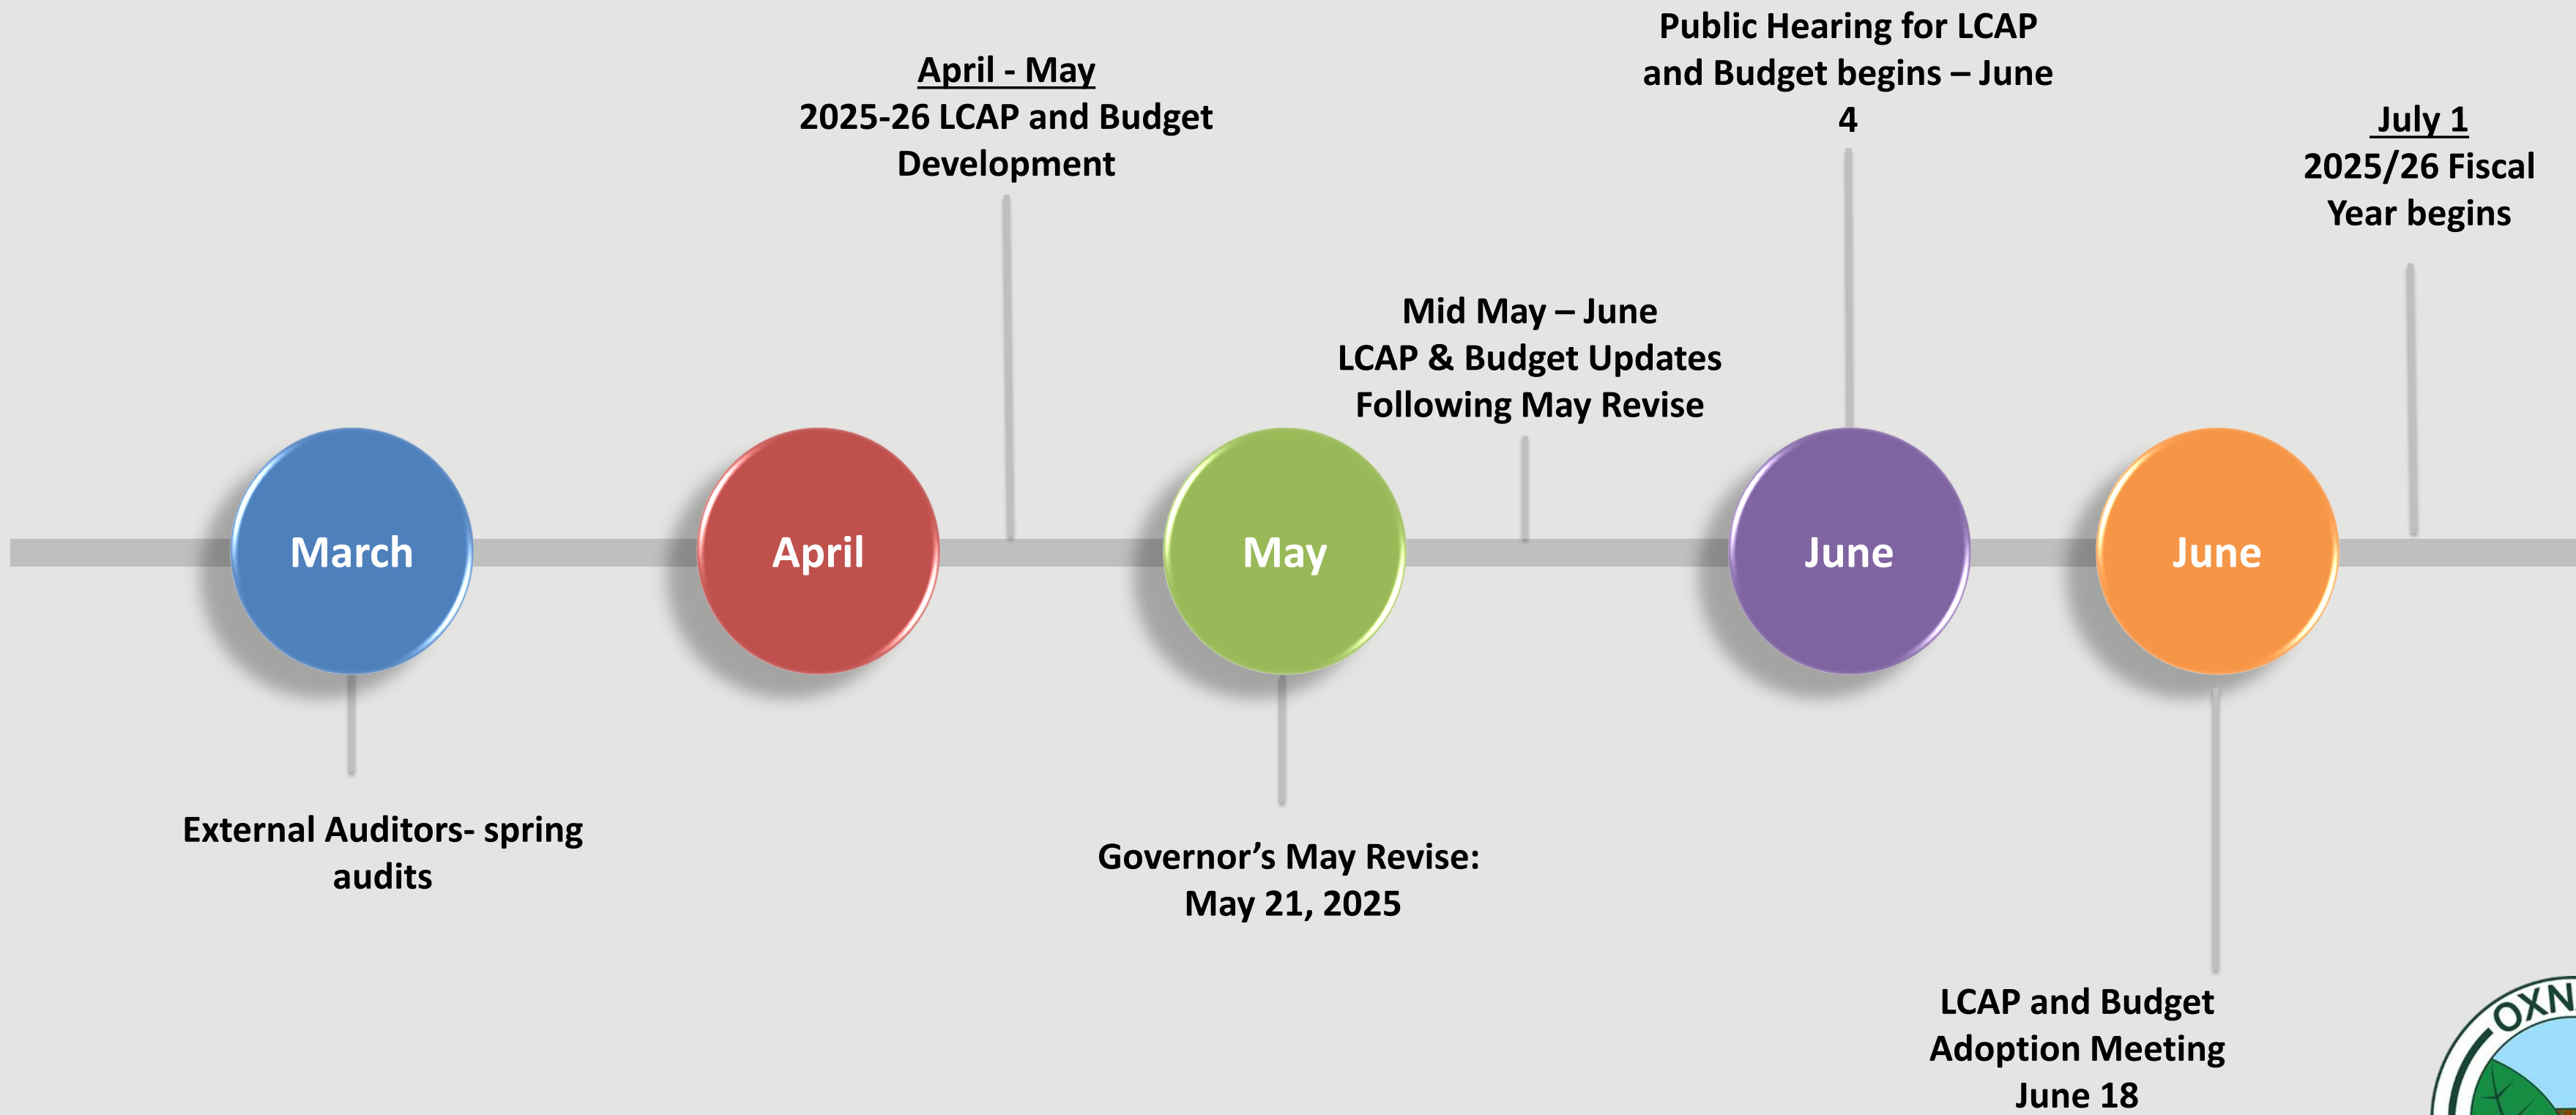 Public Hearing for LCAP
and Budget begins – June
4
April - May
2025-26 LCAP and Budget
Development
July 1
2025/26 Fiscal
Year begins
Mid May – June
LCAP & Budget Updates
Following May Revise
March
April
May
June
June
External Auditors- spring
audits
Governor’s May Revise:
May 21, 2025
LCAP and Budget
Adoption Meeting
June 18